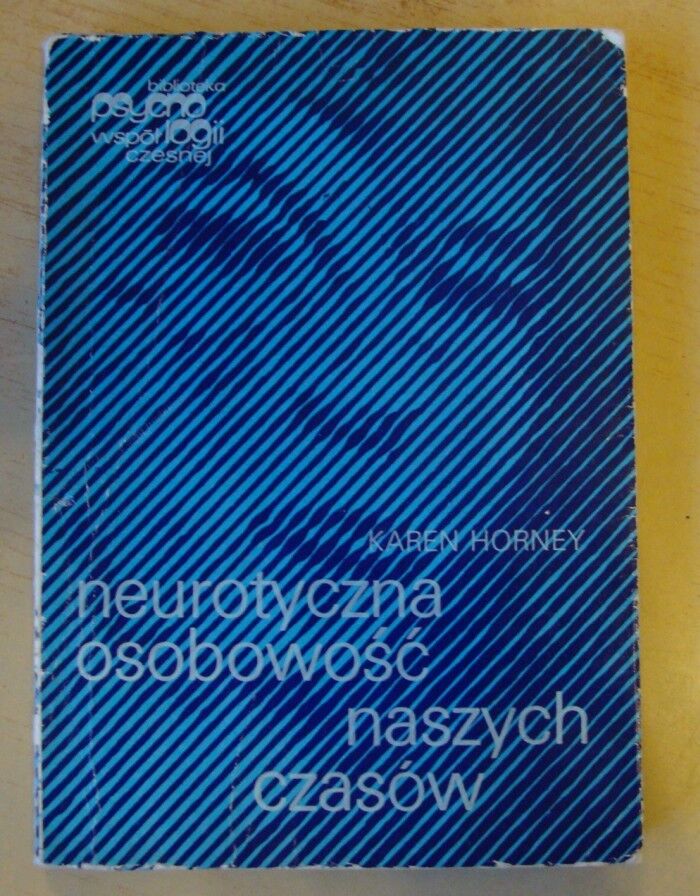 biblioteka
psycho
współ logii
czesnej
KAREN HORNEY
neurotyczna
osobowość
naszych
czasów